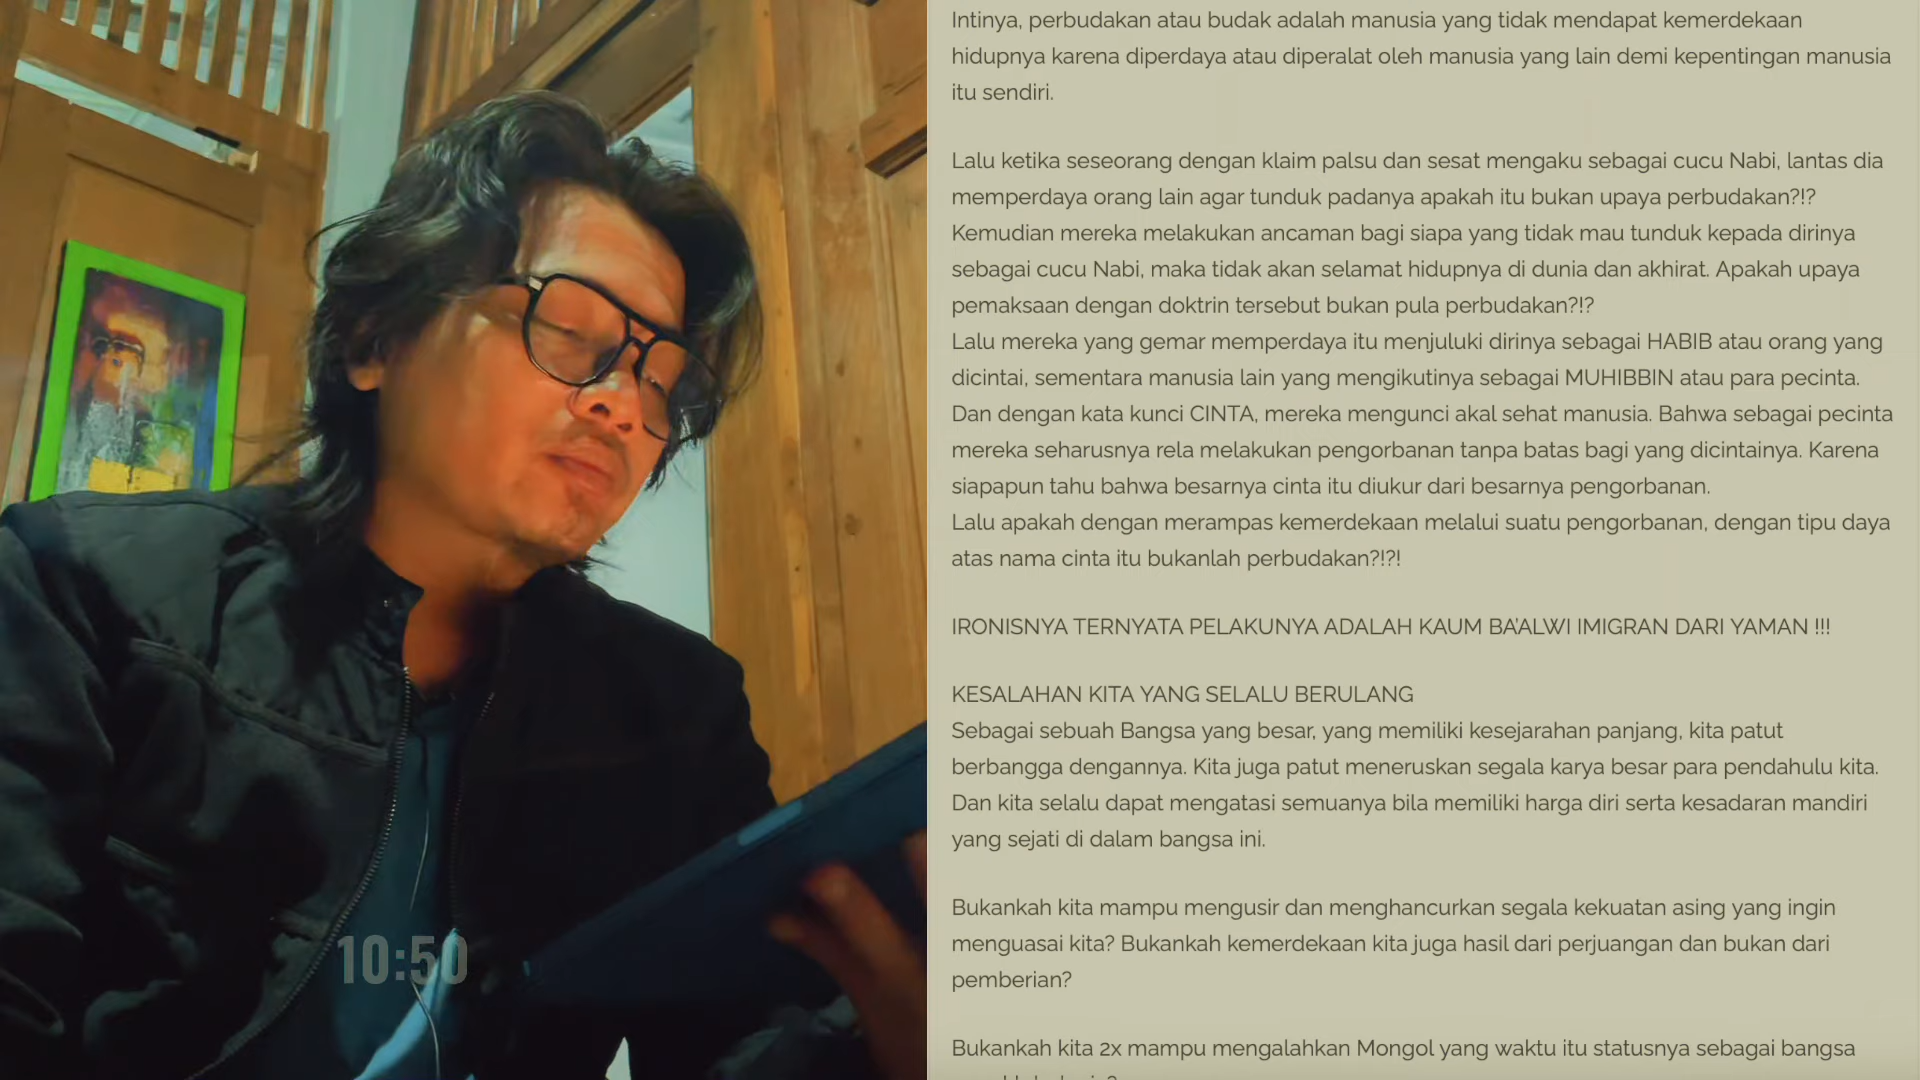 Intinya, perbudakan atau budak adalah manusia yang tidak mendapat kemerdekaan
hidupnya karena diperdaya atau diperalat oleh manusia yang lain demi kepentingan manusia
itu sendiri.
Lalu ketika seseorang dengan klaim palsu dan sesat mengaku sebagai cucu Nabi, lantas dia
memperdaya orang lain agar tunduk padanya apakah itu bukan upaya perbudakan?!?
Kemudian mereka melakukan ancaman bagi siapa yang tidak mau tunduk kepada dirinya
sebagai cucu Nabi, maka tidak akan selamat hidupnya di dunia dan akhirat. Apakah upaya
pemaksaan dengan doktrin tersebut bukan pula perbudakan?!?
Lalu mereka yang gemar memperdaya itu menjuluki dirinya sebagai HABIB atau orang yang
dicintai, sementara manusia lain yang mengikutinya sebagai MUHIBBIN atau para pecinta.
Dan dengan kata kunci CINTA, mereka mengunci akal sehat manusia. Bahwa sebagai pecinta
mereka seharusnya rela melakukan pengorbanan tanpa batas bagi yang dicintainya. Karena
siapapun tahu bahwa besarnya cinta itu diukur dari besarnya pengorbanan.
Lalu apakah dengan merampas kemerdekaan melalui suatu pengorbanan, dengan tipu daya
atas nama cinta itu bukanlah perbudakan?!?!
IRONISNYA TERNYATA PELAKUNYA ADALAH KAUM BA'ALWI IMIGRAN DARI YAMAN !!!
KESALAHAN KITA YANG SELALU BERULANG
Sebagai sebuah Bangsa yang besar, yang memiliki kesejarahan panjang, kita patut
berbangga dengannya. Kita juga patut meneruskan segala karya besar para pendahulu kita.
Dan kita selalu dapat mengatasi semuanya bila memiliki harga diri serta kesadaran mandiri
yang sejati di dalam bangsa ini.
Bukankah kita mampu mengusir dan menghancurkan segala kekuatan asing yang ingin
menguasai kita? Bukankah kemerdekaan kita juga hasil dari perjuangan dan bukan dari
pemberian?
Bukankah kita 2x mampu mengalahkan Mongol yang waktu itu statusnya sebagai bangsa
10:50